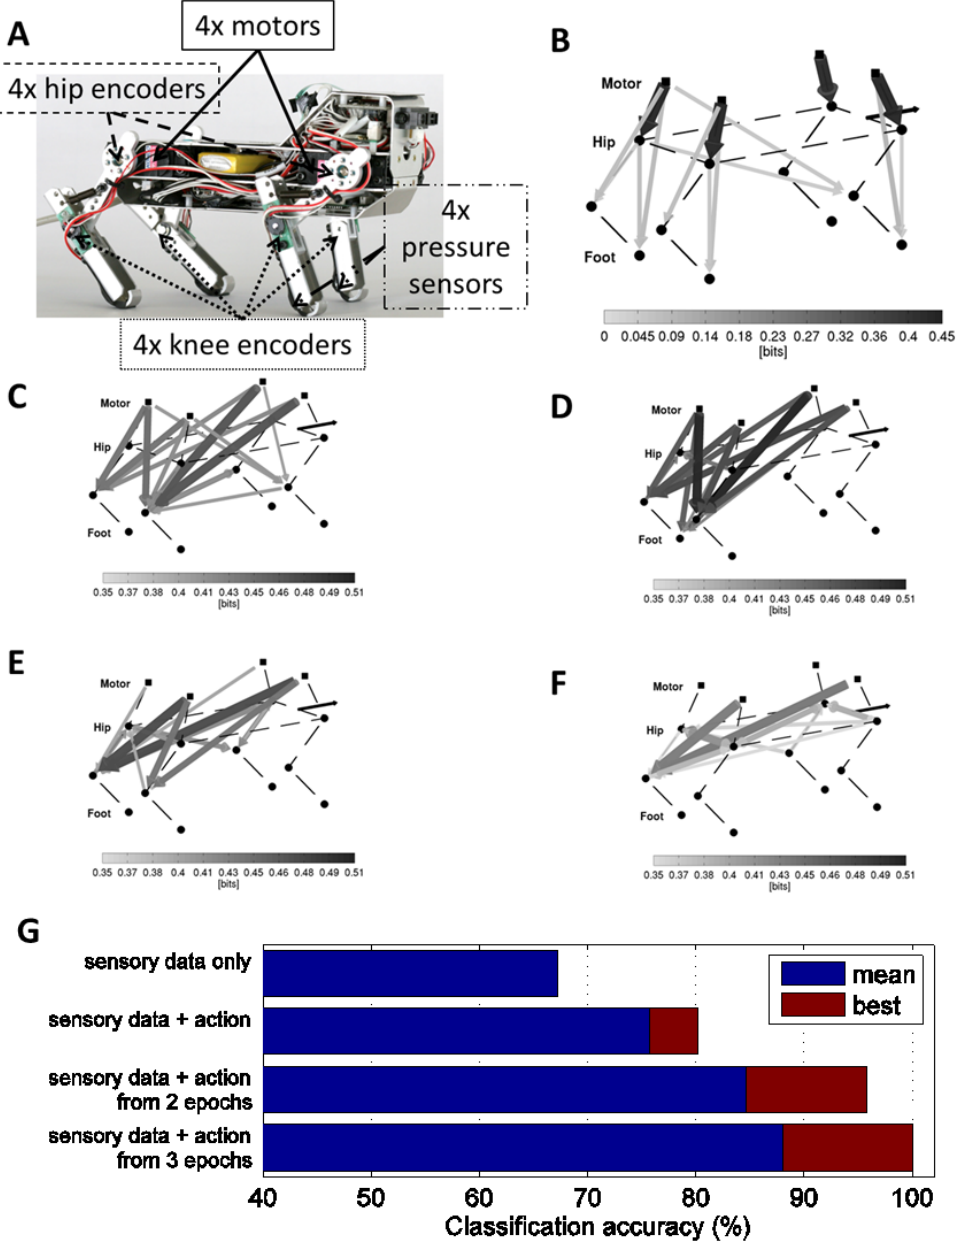 A
4x motors
4x hip encoders
4x
pressure
sensors
4x knee encoders
B
Motor
Hip
Foot
0 0.045 0.09 0.14 0.18 0.23 0.27 0.32 0.36 0.4 0.45
[bits]
C
Motor
Hip
Foot
0.35 0.37 0.38 0.4 0.43 0.45 0.46 0.48 0.49 0.51
[bits]
D
Motor
Hip
Foot
0.35 0.37 0.38 0.4 0.43 0.45 0.46 0.48 0.49 0.51
[bits]
E
Motor
Hip
Foot
0.35 0.37 0.38 0.4 0.43 0.45 0.46 0.48 0.49 0.51
[bits]
F
Motor
Hip
Foot
0.35 0.37 0.38 0.4 0.43 0.45 0.46 0.48 0.49 0.51
[bits]
G
sensory data only
sensory data + action
sensory data + action
from 2 epochs
sensory data + action
from 3 epochs
mean
best
40 50 60 70 80 90 100
Classification accuracy (%)